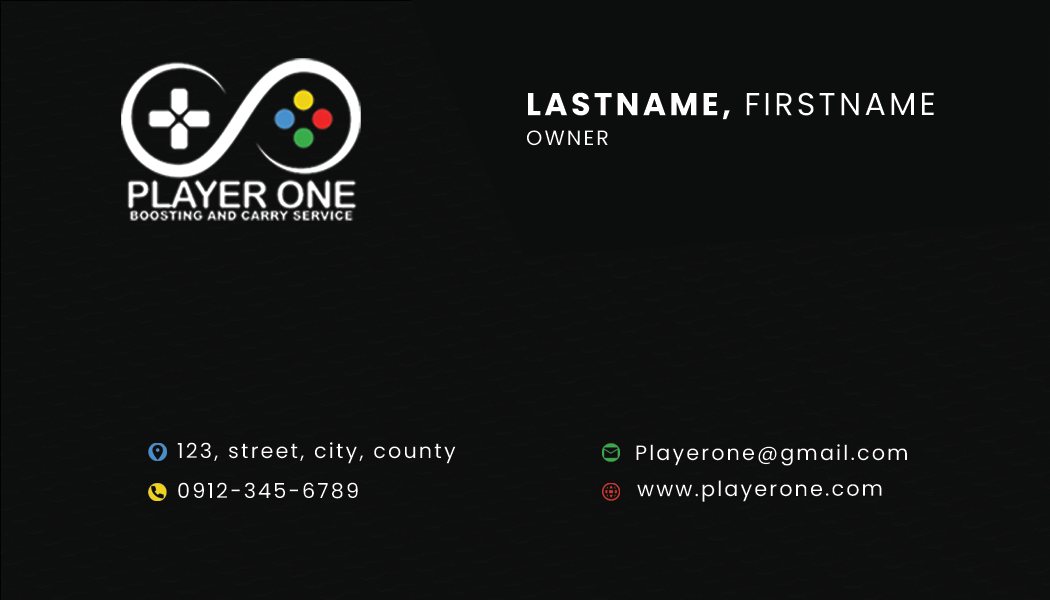 PLAYER ONE
BOOSTING AND CARRY SERVICE
LASTNAME, FIRSTNAME
OWNER
123, street, city, county
0912-345-6789
Playerone@gmail.com
www.playerone.com